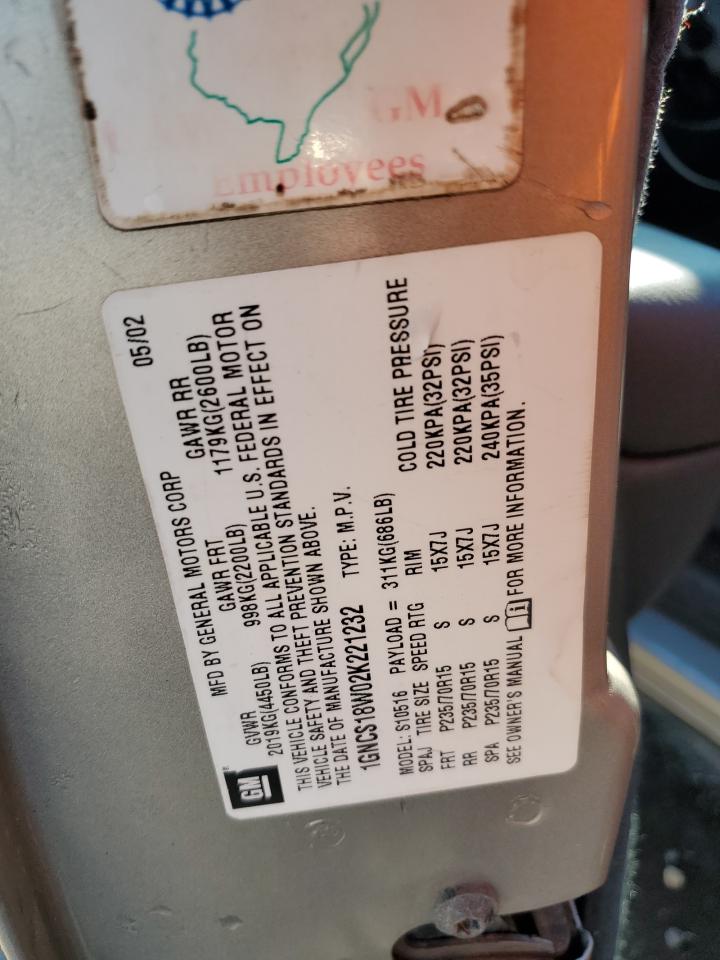 GM
Employees
MFD BY GENERAL MOTORS CORP 05/02
GVWR GAWR FRT GAWR RR
2019KG(4450LB) 998KG(2200LB) 1179KG(2600LB)
THIS VEHICLE CONFORMS TO ALL APPLICABLE U.S. FEDERAL MOTOR
VEHICLE SAFETY AND THEFT PREVENTION STANDARDS IN EFFECT ON
THE DATE OF MANUFACTURE SHOWN ABOVE.
1GNCS18W02K221232 TYPE: M.P.V.
MODEL: S10516 PAYLOAD = 311KG(686LB)
SPAJ TIRE SIZE SPEED RTG RIM COLD TIRE PRESSURE
FRT P235/70R15 S 15X7J 220KPA(32PSI)
RR P235/70R15 S 15X7J 220KPA(32PSI)
SPA P235/70R15 S 15X7J 240KPA(35PSI)
SEE OWNER'S MANUAL FOR MORE INFORMATION.
GM